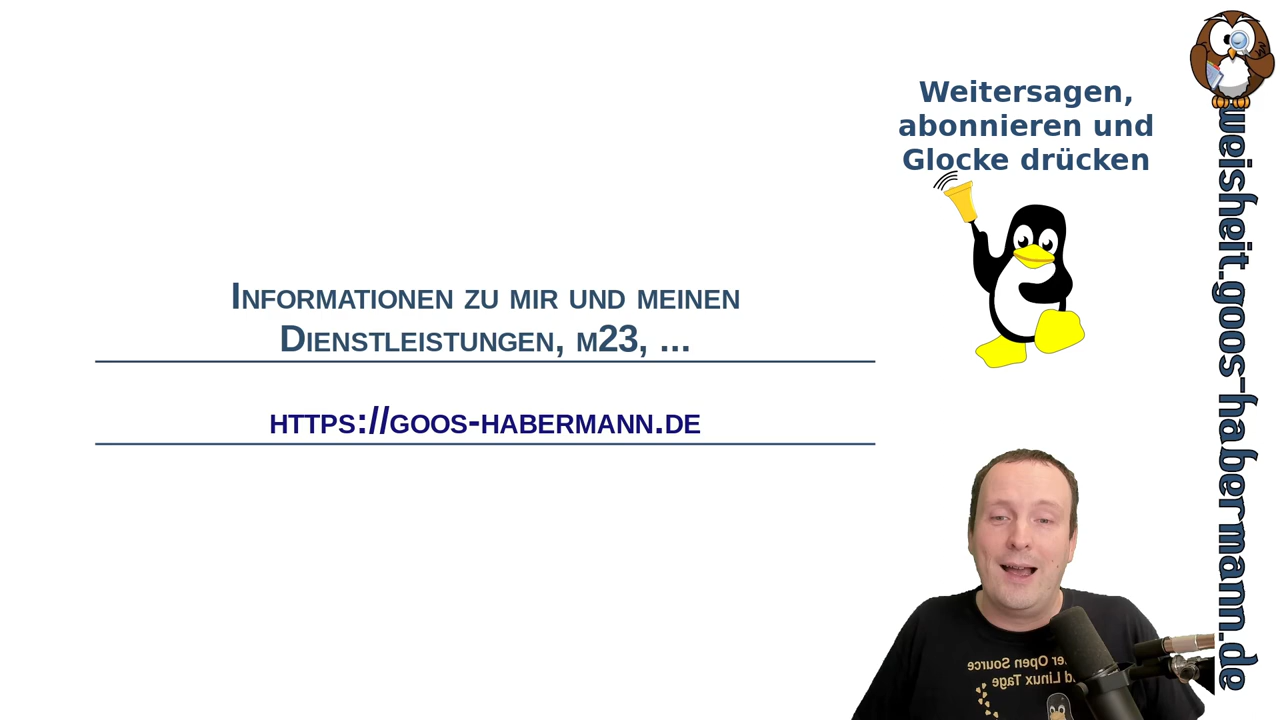 Weitersagen,
abonnieren und
Glocke drücken
Informationen zu mir und meinen
Dienstleistungen, m23, ...
https://goos-habermann.de
weisheit.goos-habermann.de
er Open Source
d Linux Tage